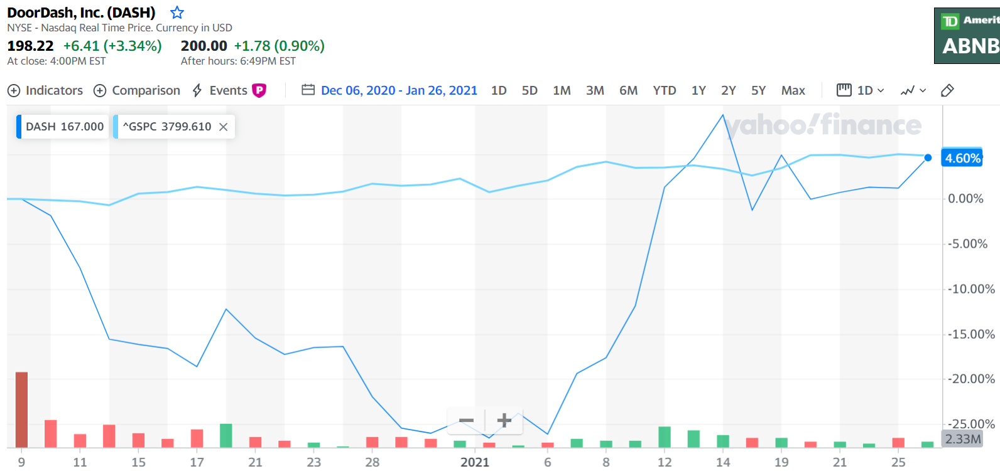 DoorDash, Inc. (DASH)
NYSE - Nasdaq Real Time Price. Currency in USD
198.22 +6.41 (+3.34%) 200.00 +1.78 (0.90%)
At close: 4:00PM EST After hours: 6:49PM EST
TD Amerit
ABNB
Indicators Comparison Events P Dec 06, 2020 - Jan 26, 2021 1D 5D 1M 3M 6M YTD 1Y 2Y 5Y Max 1D
DASH 167.000 ^GSPC 3799.610
yahoo!finance
4.60%
0.00%
-5.00%
-10.00%
-15.00%
-20.00%
-25.00%
2.33M
9 11 15 17 21 23 28 2021 6 8 12 14 19 21 25